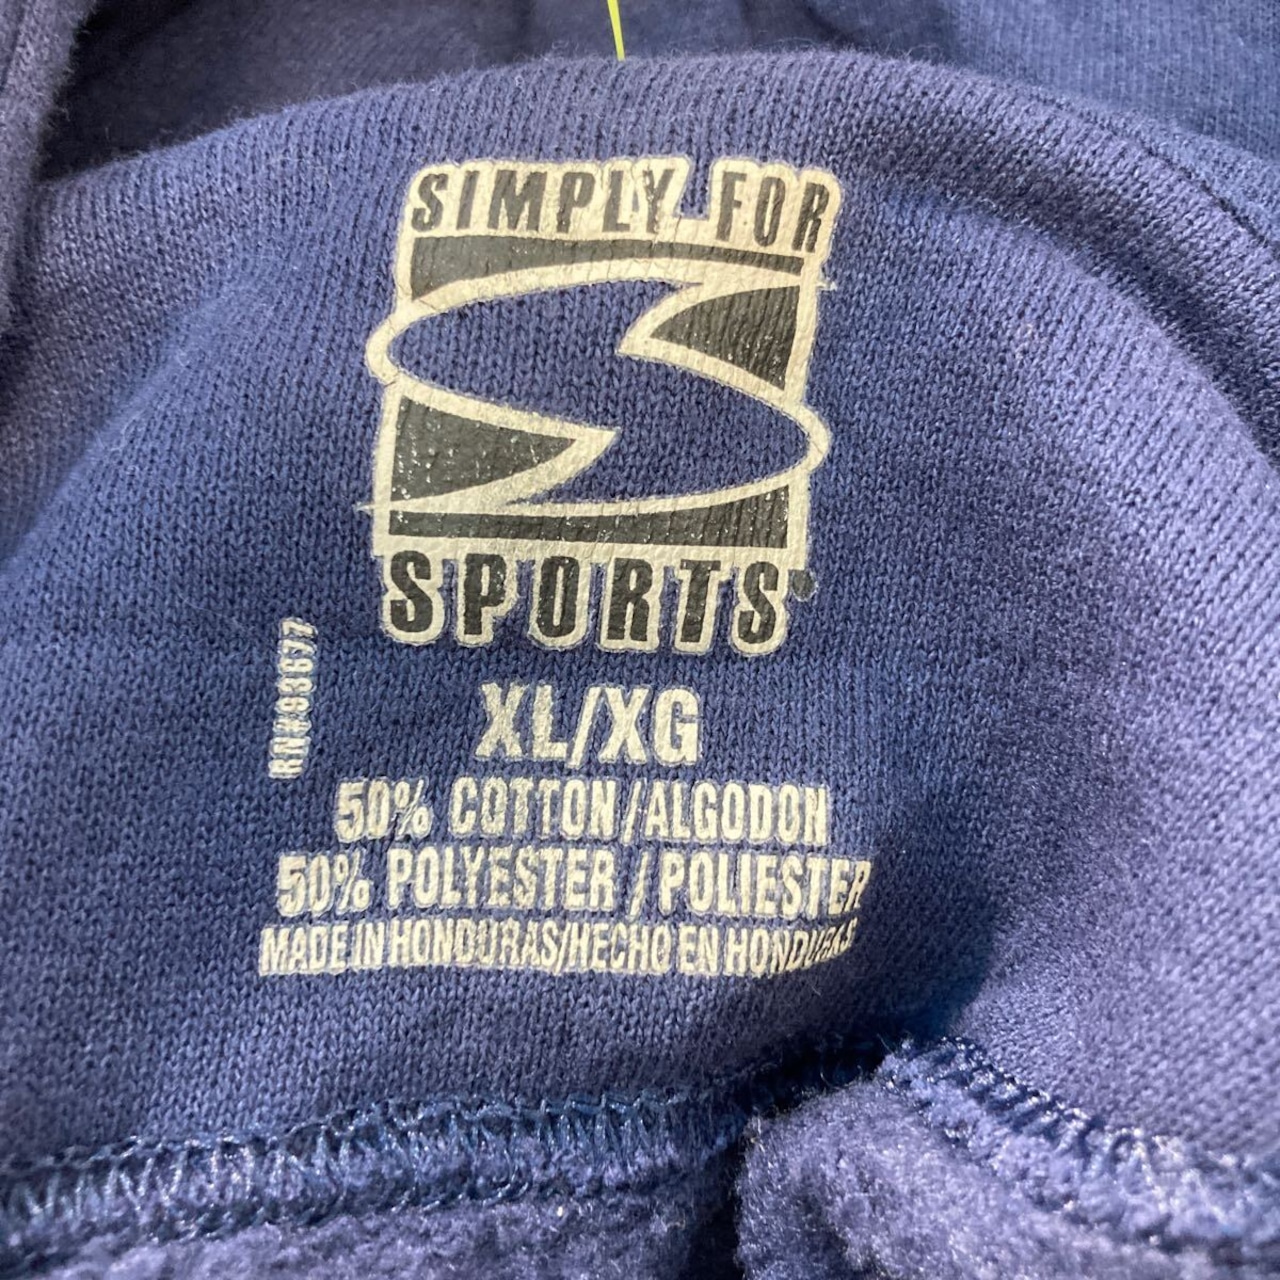 SIMPLY FOR
SPORTS
RN#93677
XL/XG
50% COTTON/ALGODON
50% POLYESTER/POLIESTER
MADE IN HONDURAS/HECHO EN HONDURAS